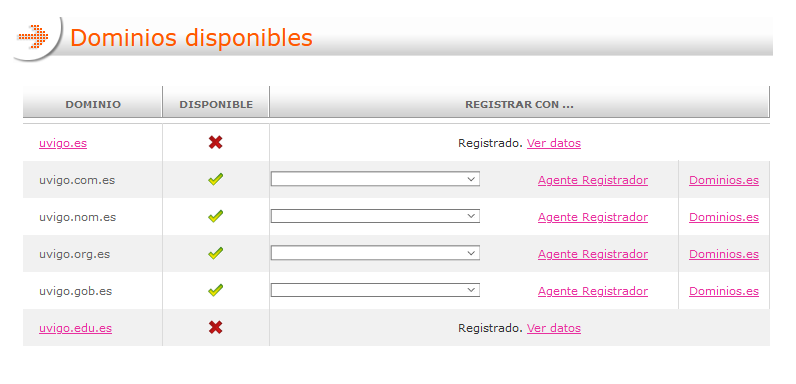 Dominios disponibles
DOMINIO DISPONIBLE REGISTRAR CON ...
uvigo.es Registrado. Ver datos
uvigo.com.es Agente Registrador Dominios.es
uvigo.nom.es Agente Registrador Dominios.es
uvigo.org.es Agente Registrador Dominios.es
uvigo.gob.es Agente Registrador Dominios.es
uvigo.edu.es Registrado. Ver datos